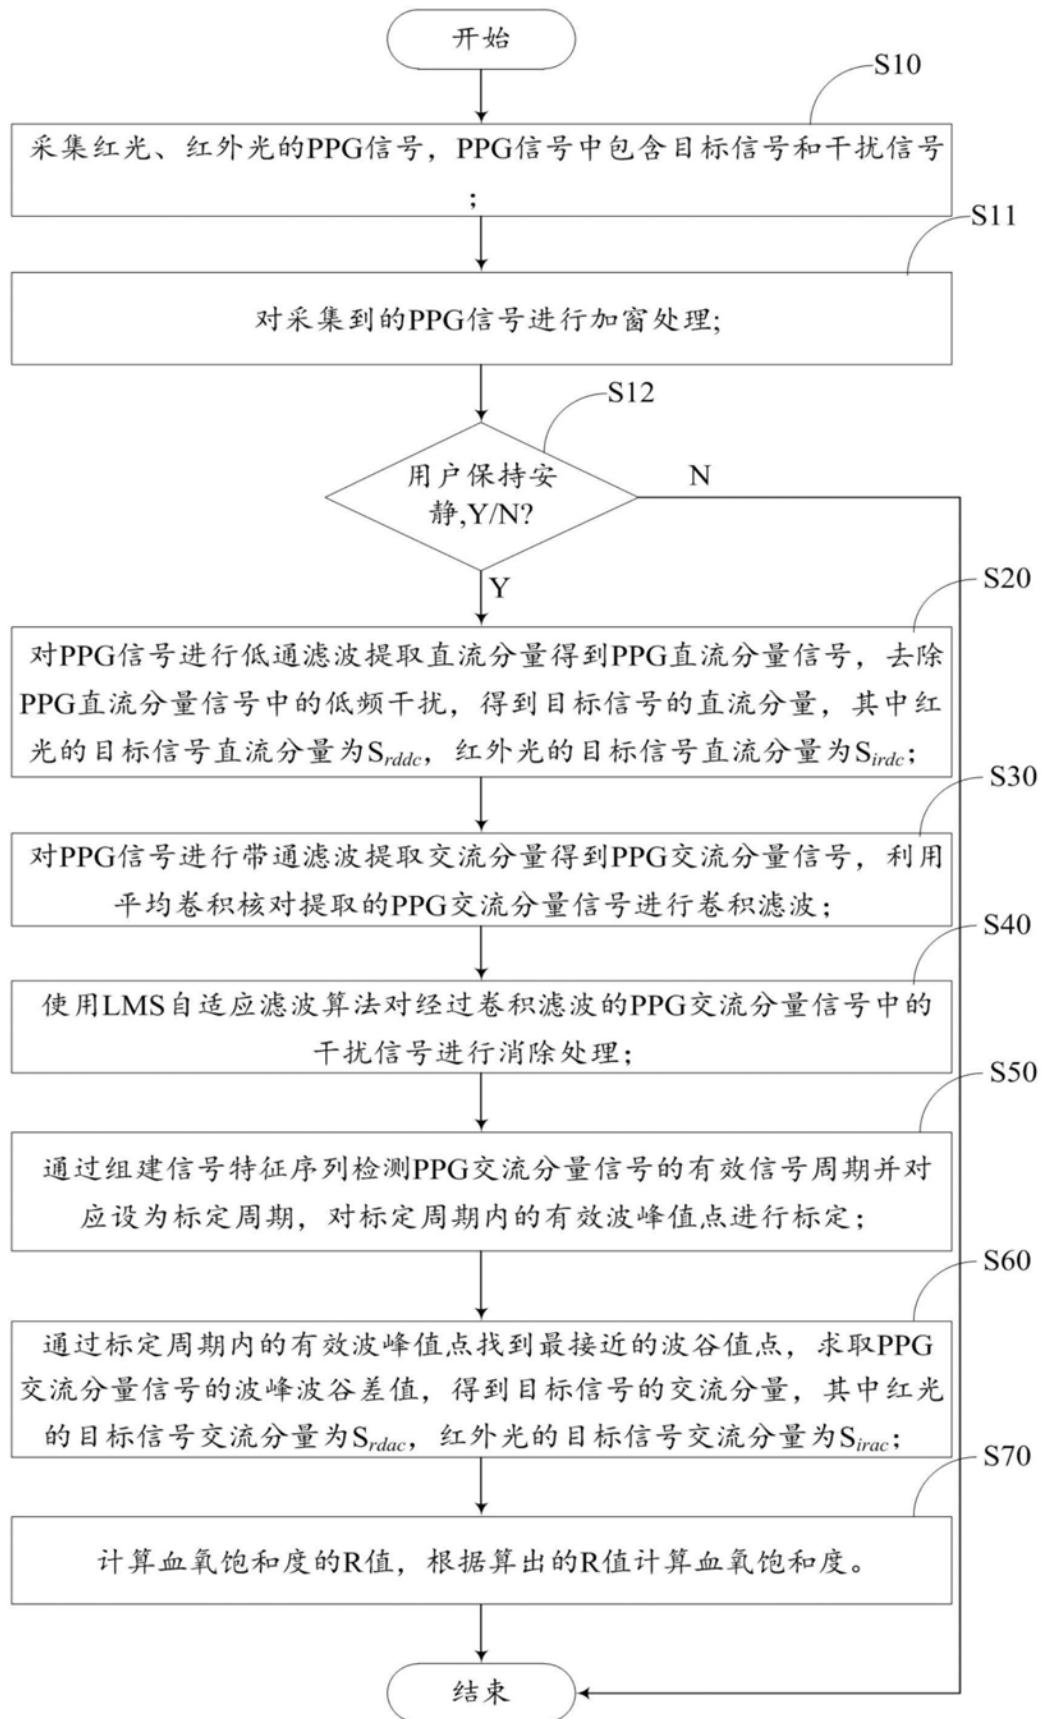 开始
S10
采集红光、红外光的PPG信号，PPG信号中包含目标信号和干扰信号
；
S11
对采集到的PPG信号进行加窗处理;
S12
用户保持安
静,Y/N?
N
Y
S20
对PPG信号进行低通滤波提取直流分量得到PPG直流分量信号，去除
PPG直流分量信号中的低频干扰，得到目标信号的直流分量，其中红
光的目标信号直流分量为Srddc，红外光的目标信号直流分量为Sirdc；
S30
对PPG信号进行带通滤波提取交流分量得到PPG交流分量信号，利用
平均卷积核对提取的PPG交流分量信号进行卷积滤波；
S40
使用LMS自适应滤波算法对经过卷积滤波的PPG交流分量信号中的
干扰信号进行消除处理；
S50
通过组建信号特征序列检测PPG交流分量信号的有效信号周期并对
应设为标定周期，对标定周期内的有效波峰值点进行标定；
S60
通过标定周期内的有效波峰值点找到最接近的波谷值点，求取PPG
交流分量信号的波峰波谷差值，得到目标信号的交流分量，其中红光
的目标信号交流分量为Srdac，红外光的目标信号交流分量为Sirac；
S70
计算血氧饱和度的R值，根据算出的R值计算血氧饱和度。
结束